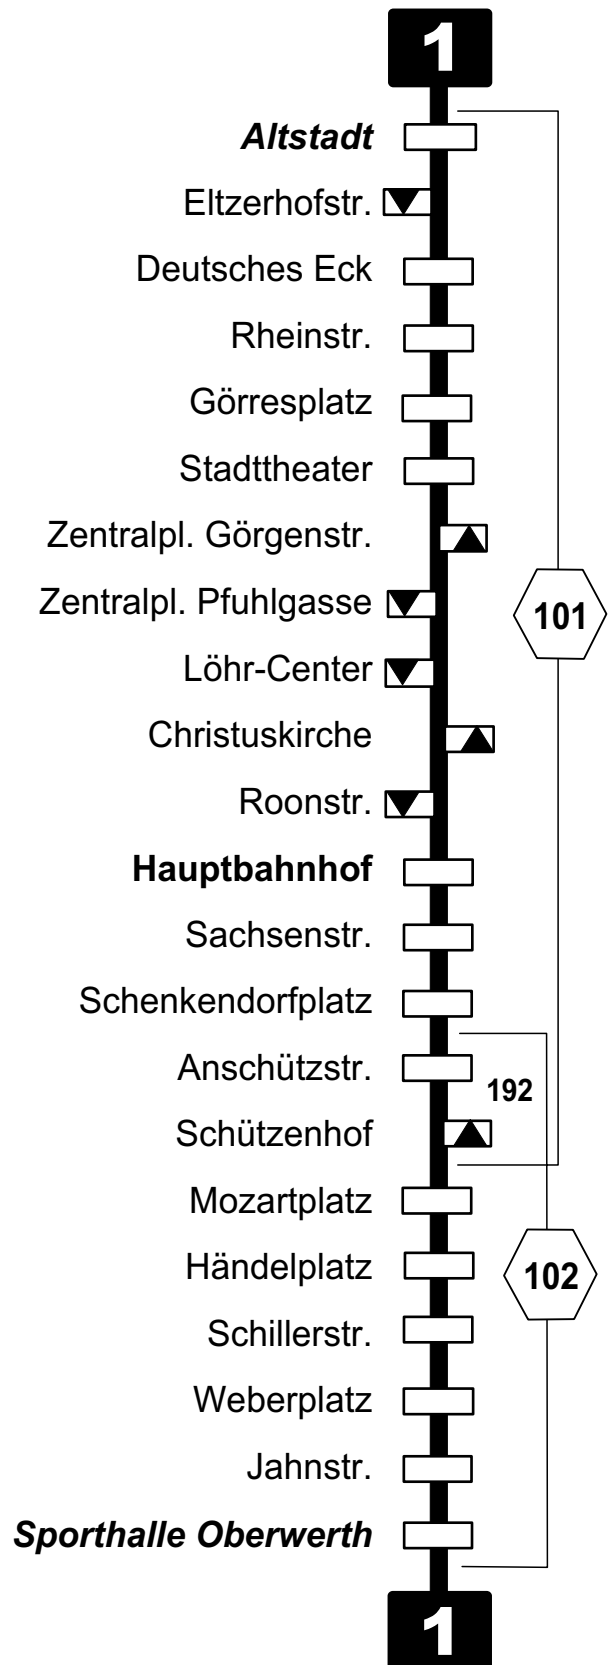 1
Altstadt
Eltzerhofstr.
Deutsches Eck
Rheinstr.
Görresplatz
Stadttheater
Zentralpl. Görgenstr.
Zentralpl. Pfuhlgasse
101
Löhr-Center
Christuskirche
Roonstr.
Hauptbahnhof
Sachsenstr.
Schenkendorfplatz
Anschützstr.
192
Schützenhof
Mozartplatz
Händelplatz
102
Schillerstr.
Weberplatz
Jahnstr.
Sporthalle Oberwerth
1